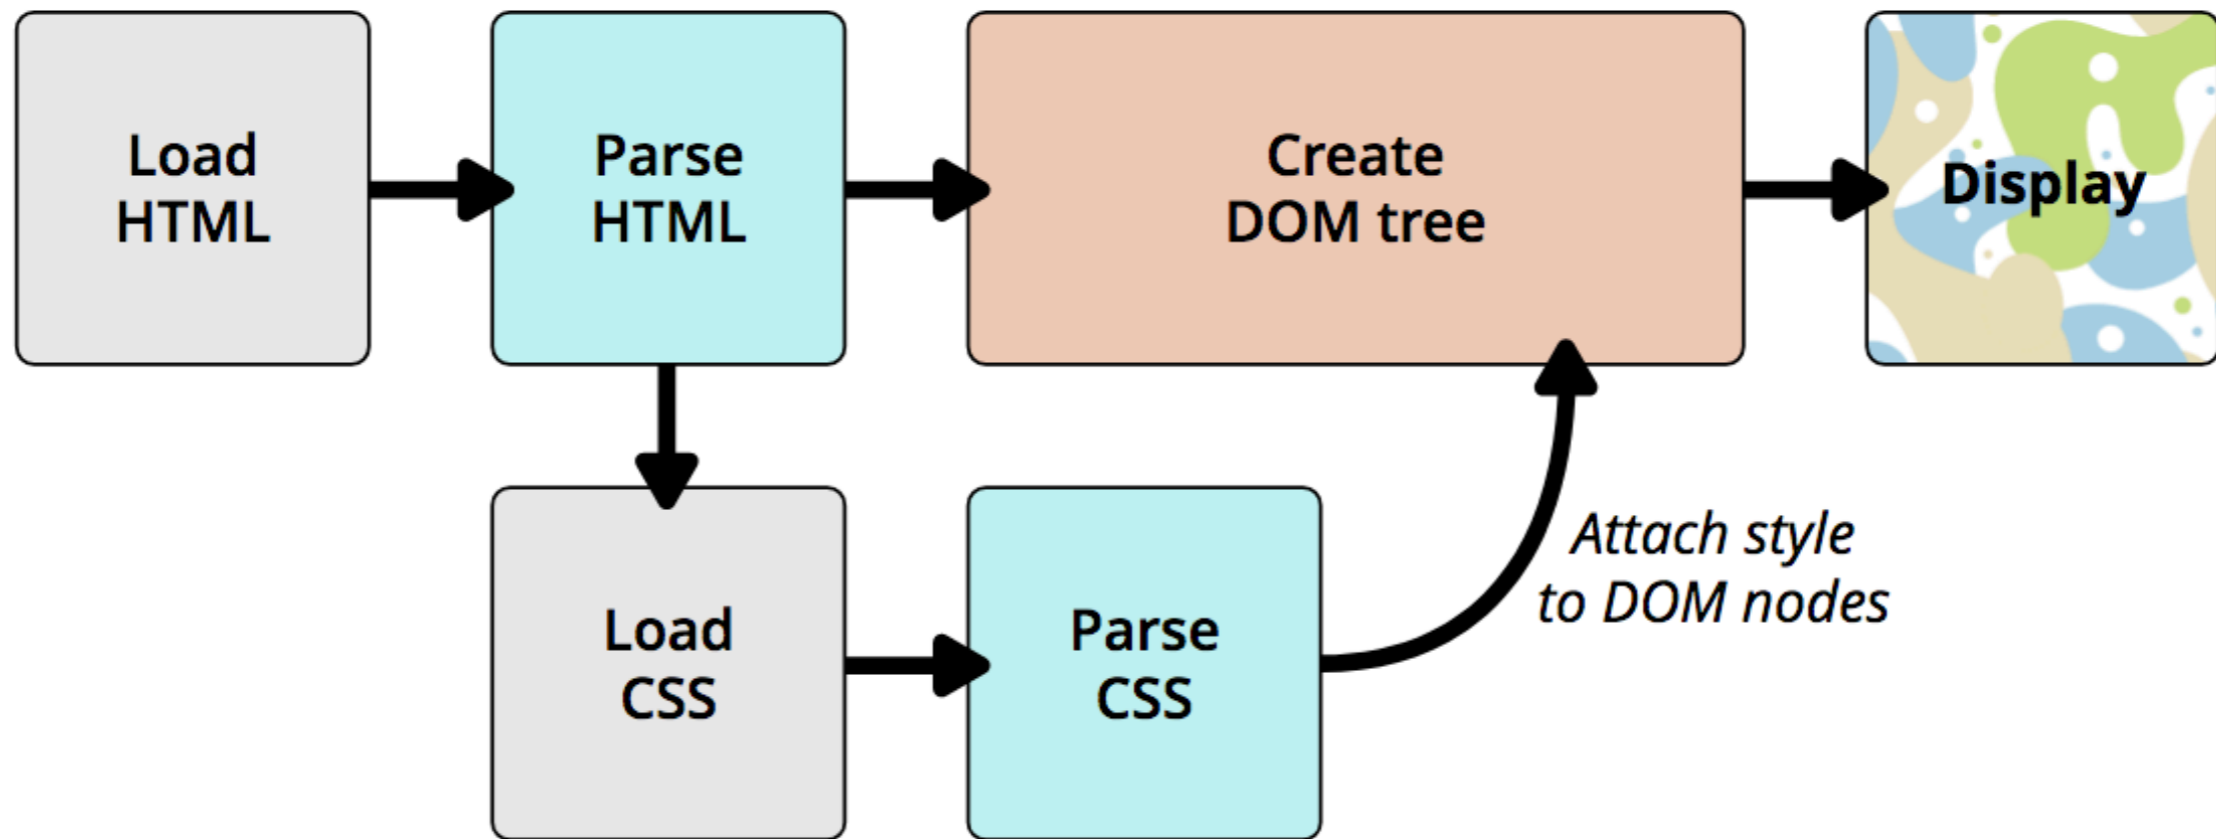 Load
HTML
Parse
HTML
Create
DOM tree
Display
Load
CSS
Parse
CSS
Attach style
to DOM nodes